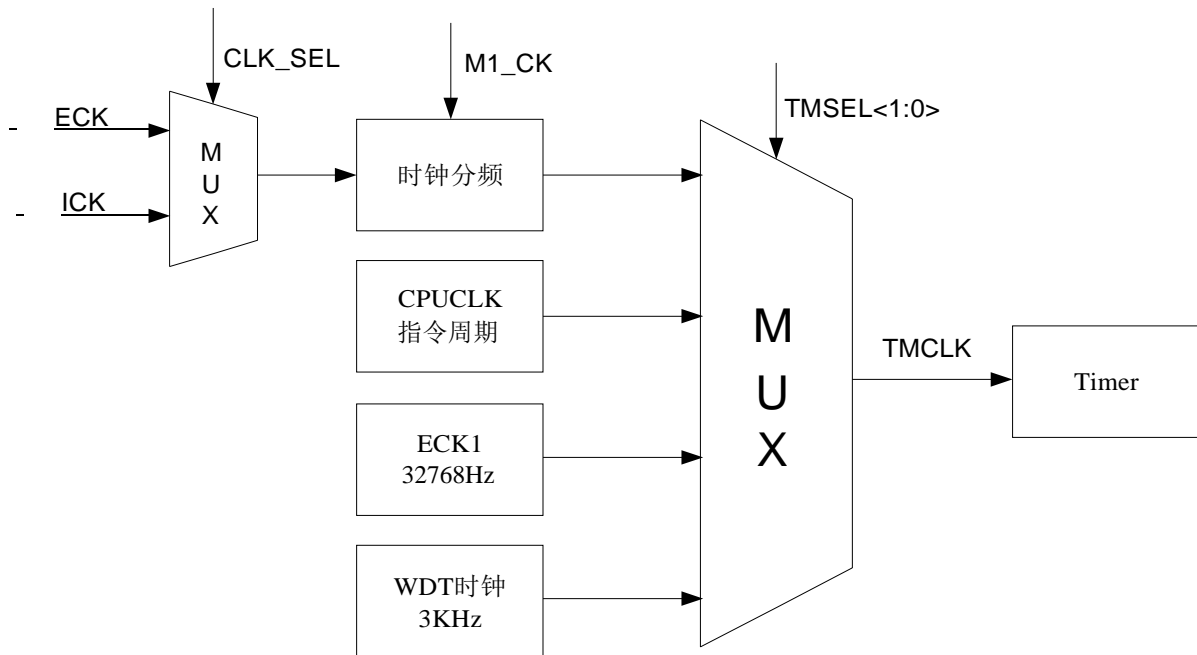 CLK_SEL
M1_CK
TMSEL<1:0>
ECK
ICK
M
U
X
时钟分频
CPUCLK
指令周期
ECK1
32768Hz
WDT时钟
3KHz
M
U
X
TMCLK
Timer